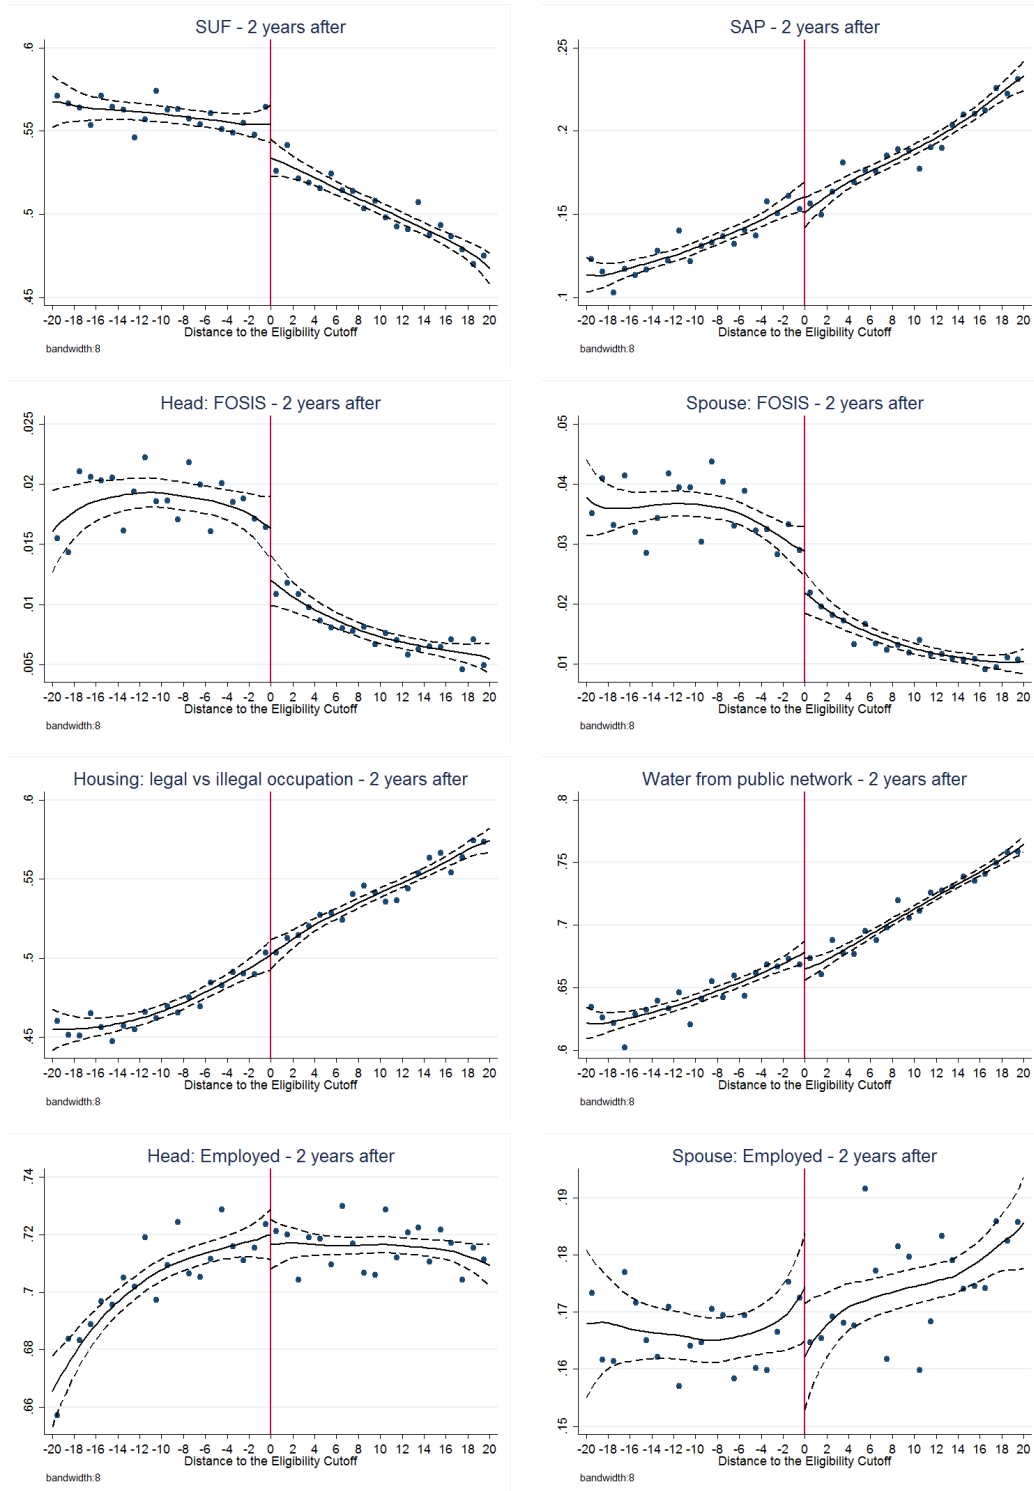 SUF - 2 years after
.6
.55
.5
.45
-20 -18 -16 -14 -12 -10 -8 -6 -4 -2 0 2 4 6 8 10 12 14 16 18 20
Distance to the Eligibility Cutoff
bandwidth:8
SAP - 2 years after
.25
.2
.15
.1
-20 -18 -16 -14 -12 -10 -8 -6 -4 -2 0 2 4 6 8 10 12 14 16 18 20
Distance to the Eligibility Cutoff
bandwidth:8
Head: FOSIS - 2 years after
.025
.02
.015
.01
.005
-20 -18 -16 -14 -12 -10 -8 -6 -4 -2 0 2 4 6 8 10 12 14 16 18 20
Distance to the Eligibility Cutoff
bandwidth:8
Spouse: FOSIS - 2 years after
.05
.04
.03
.02
.01
-20 -18 -16 -14 -12 -10 -8 -6 -4 -2 0 2 4 6 8 10 12 14 16 18 20
Distance to the Eligibility Cutoff
bandwidth:8
Housing: legal vs illegal occupation - 2 years after
.6
.55
.5
.45
-20 -18 -16 -14 -12 -10 -8 -6 -4 -2 0 2 4 6 8 10 12 14 16 18 20
Distance to the Eligibility Cutoff
bandwidth:8
Water from public network - 2 years after
.8
.75
.7
.65
.6
-20 -18 -16 -14 -12 -10 -8 -6 -4 -2 0 2 4 6 8 10 12 14 16 18 20
Distance to the Eligibility Cutoff
bandwidth:8
Head: Employed - 2 years after
.74
.72
.7
.68
.66
-20 -18 -16 -14 -12 -10 -8 -6 -4 -2 0 2 4 6 8 10 12 14 16 18 20
Distance to the Eligibility Cutoff
bandwidth:8
Spouse: Employed - 2 years after
.19
.18
.17
.16
.15
-20 -18 -16 -14 -12 -10 -8 -6 -4 -2 0 2 4 6 8 10 12 14 16 18 20
Distance to the Eligibility Cutoff
bandwidth:8